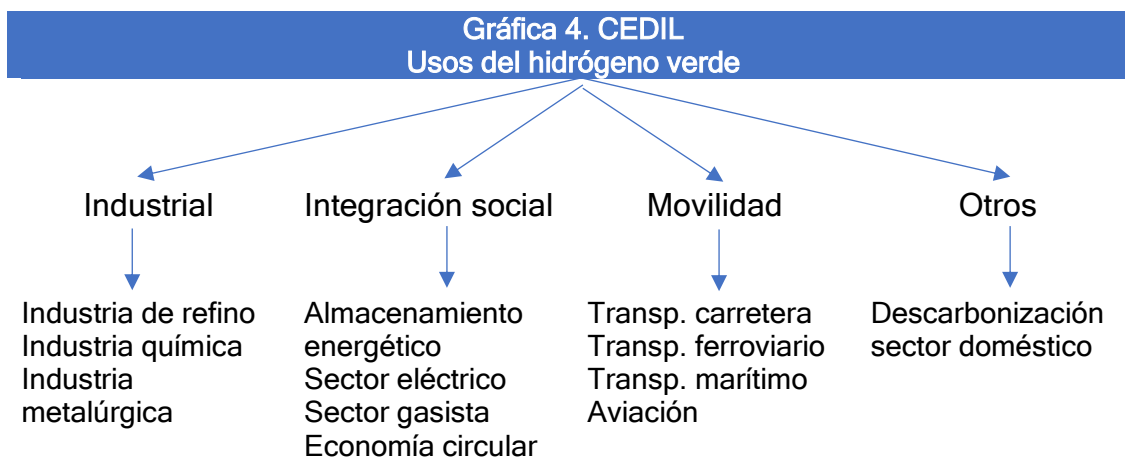 Gráfica 4. CEDIL
Usos del hidrógeno verde
Industrial
Integración social
Movilidad
Otros
Industria de refino
Industria química
Industria
metalúrgica
Almacenamiento
energético
Sector eléctrico
Sector gasista
Economía circular
Transp. carretera
Transp. ferroviario
Transp. marítimo
Aviación
Descarbonización
sector doméstico